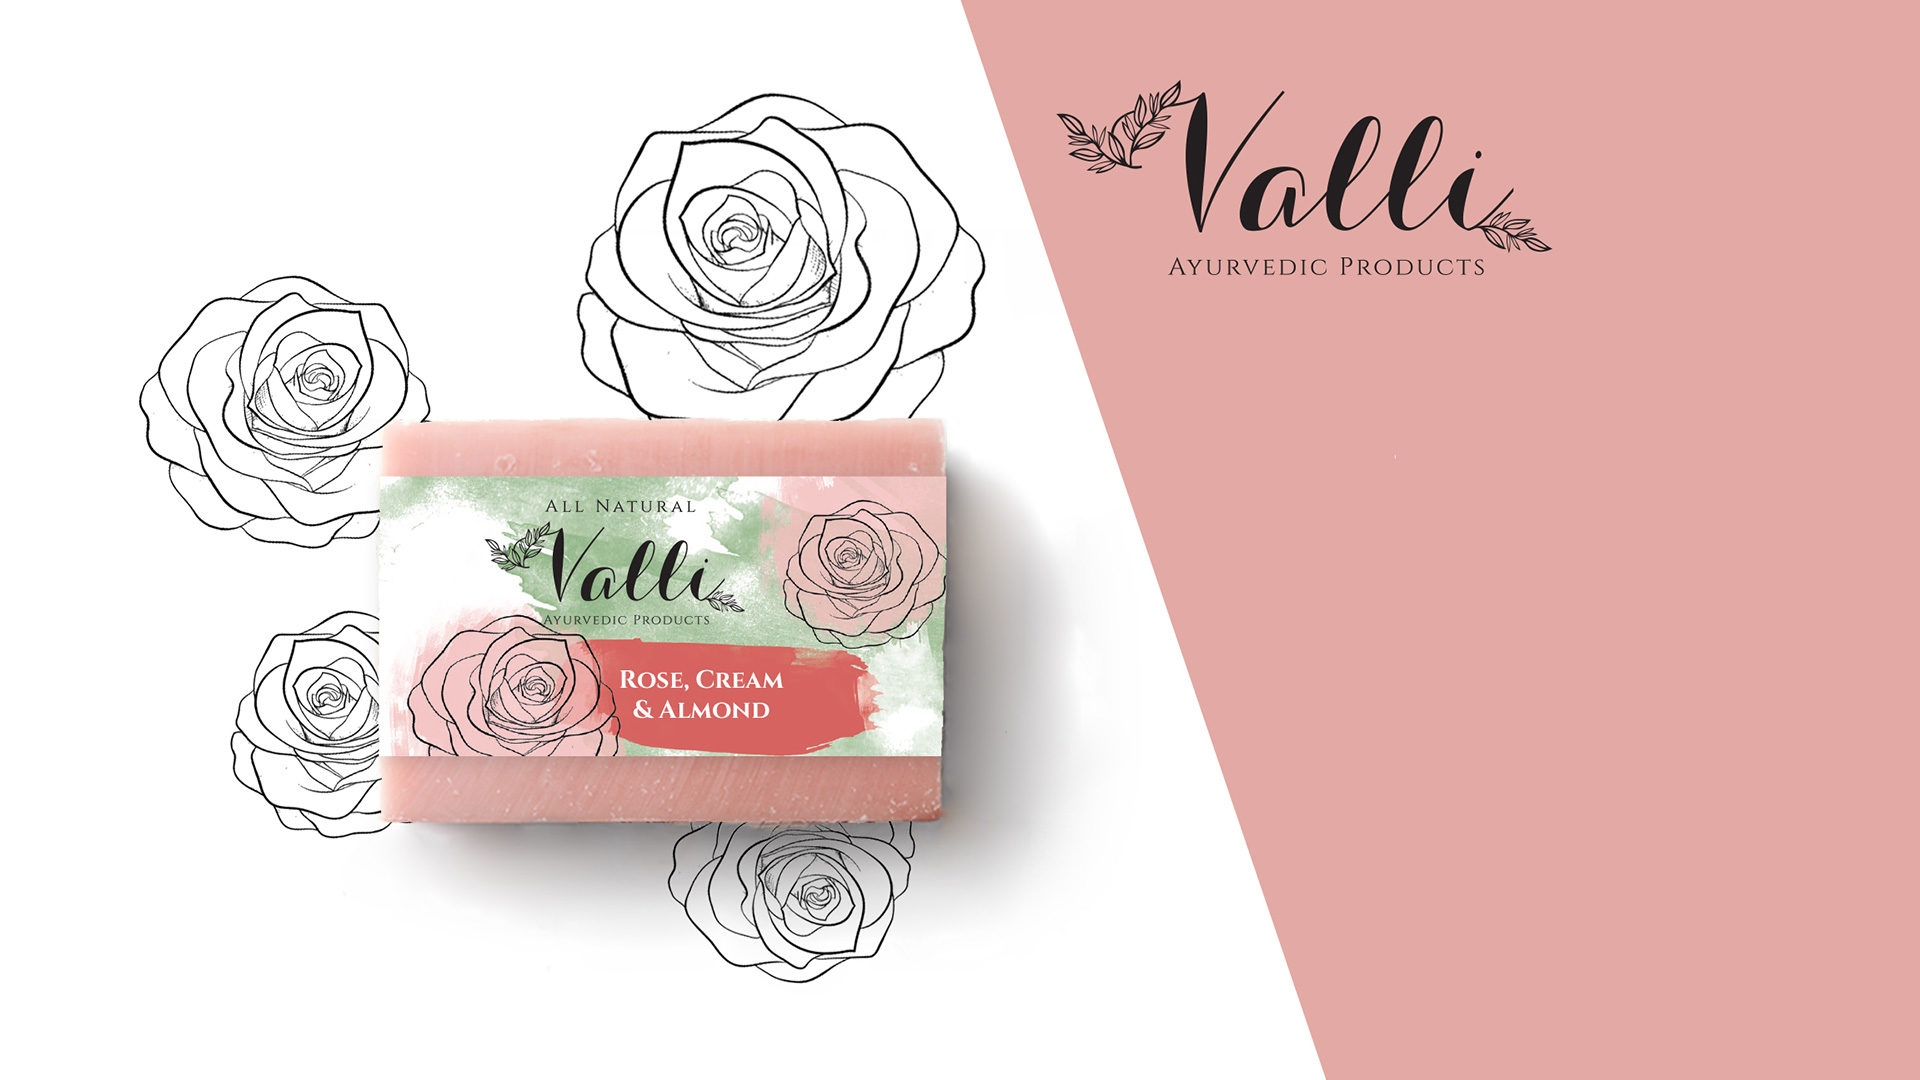 Valli
Ayurvedic Products
All Natural
Valli
Ayurvedic Products
Rose, Cream
& Almond